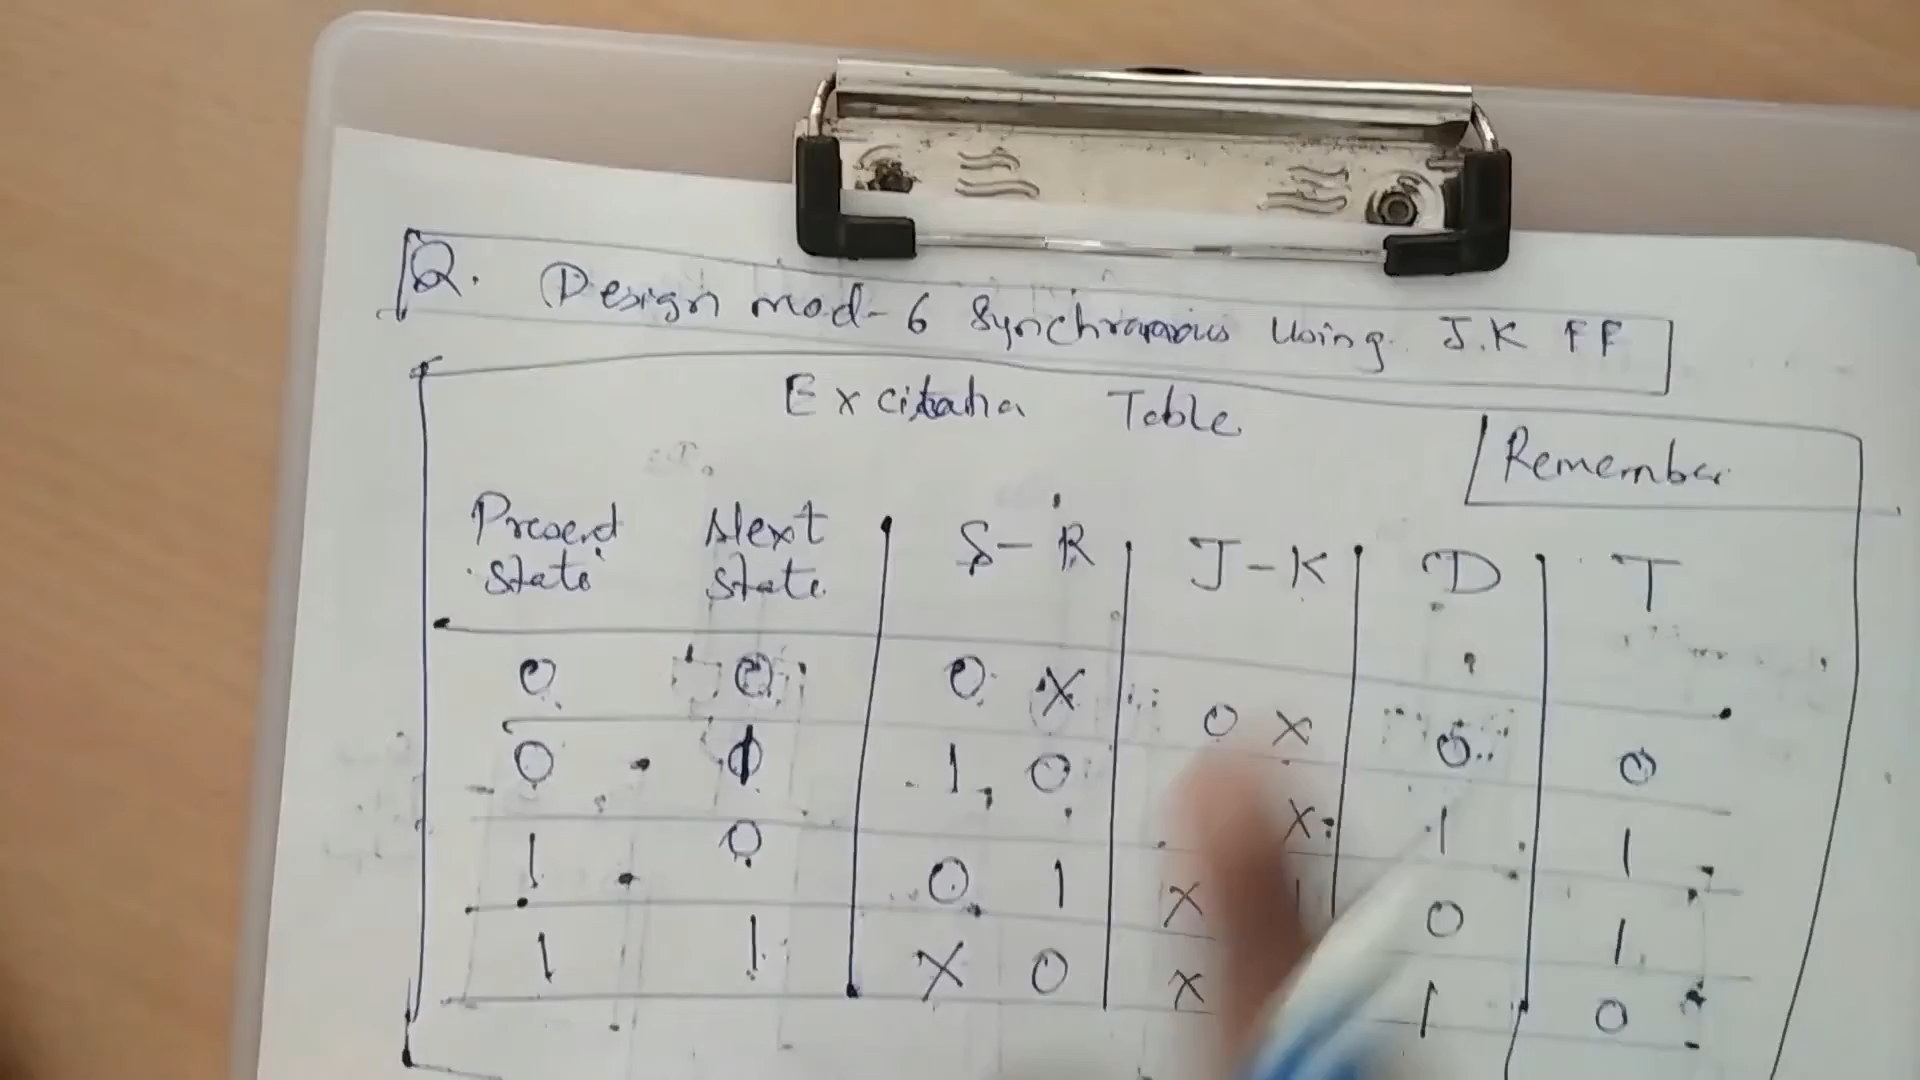 Q. Design mod-6 Synchronous Using J.K FF
Excitation Table
Remember
Present state Next state S-R J-K D T
0 0 0 X 0 X 0 0
0 1 1 0 X 1 1
1 0 0 1 X 1 0 1
1 1 X 0 X 1 0